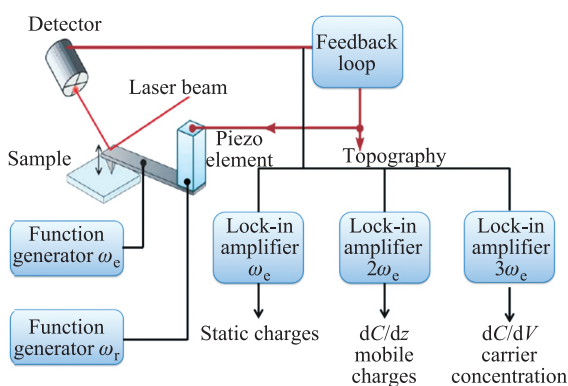 Detector
Feedback
loop
Laser beam
Piezo
element
Sample
Topography
Function
generator ωe
Lock-in
amplifier
ωe
Lock-in
amplifier
2ωe
Lock-in
amplifier
3ωe
Function
generator ωr
Static charges
dC/dz
mobile
charges
dC/dV
carrier
concentration